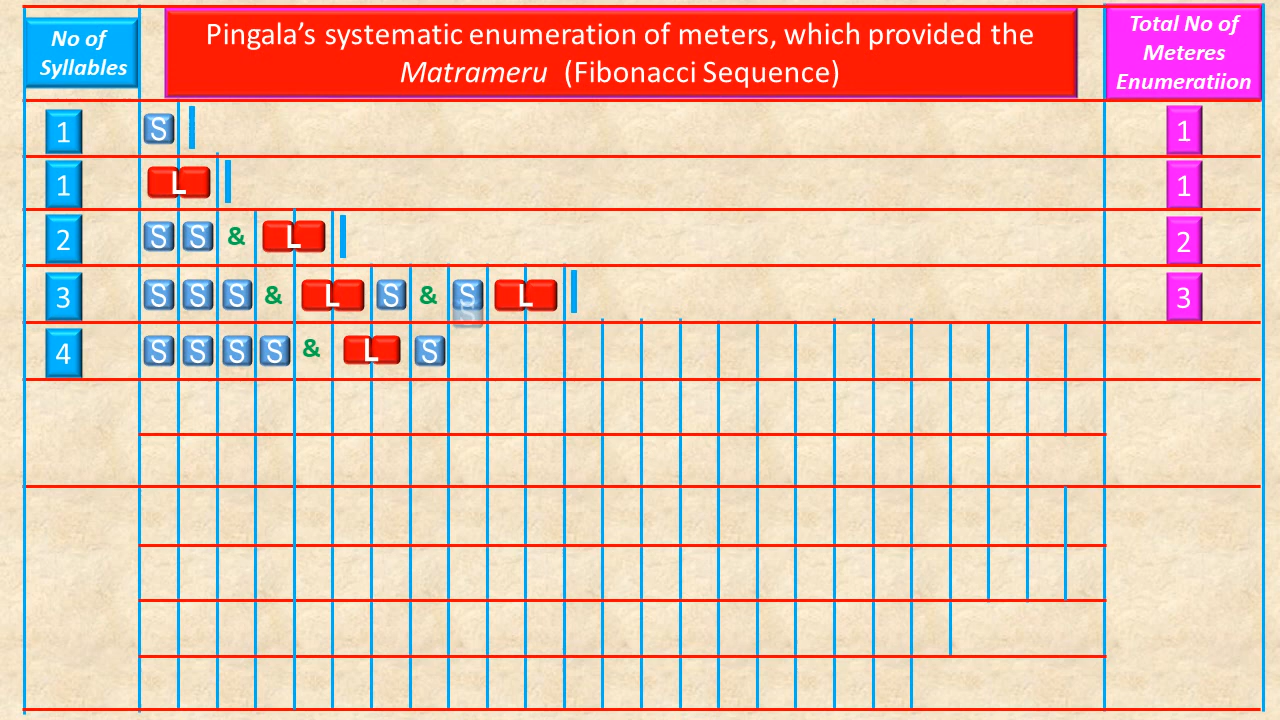 No of
Syllables
Pingala’s systematic enumeration of meters, which provided the
Matrameru (Fibonacci Sequence)
Total No of
Meteres
Enumeratiion
1 S 1
1 L 1
2 S S & L 2
3 S S S & L S & S L 3
S
4 S S S S & L S